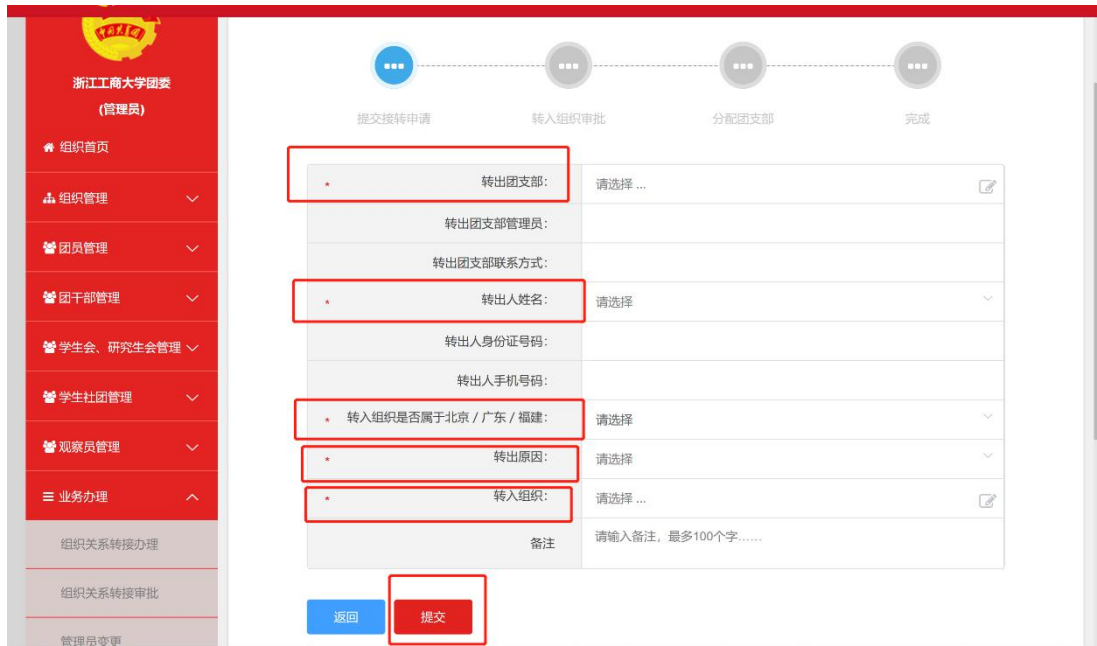 中国共青团
浙江工商大学团委
(管理员)
组织首页
组织管理
团员管理
团干部管理
学生会、研究生会管理
学生社团管理
观察员管理
业务办理
组织关系转接办理
组织关系转接审批
管理员变更
提交接转申请
转入组织审批
分配团支部
完成
* 转出团支部: 请选择 ...
转出团支部管理员:
转出团支部联系方式:
* 转出人姓名: 请选择
转出人身份证号码:
转出人手机号码:
* 转入组织是否属于北京 / 广东 / 福建: 请选择
* 转出原因: 请选择
* 转入组织: 请选择 ...
备注 请输入备注，最多100个字......
返回
提交